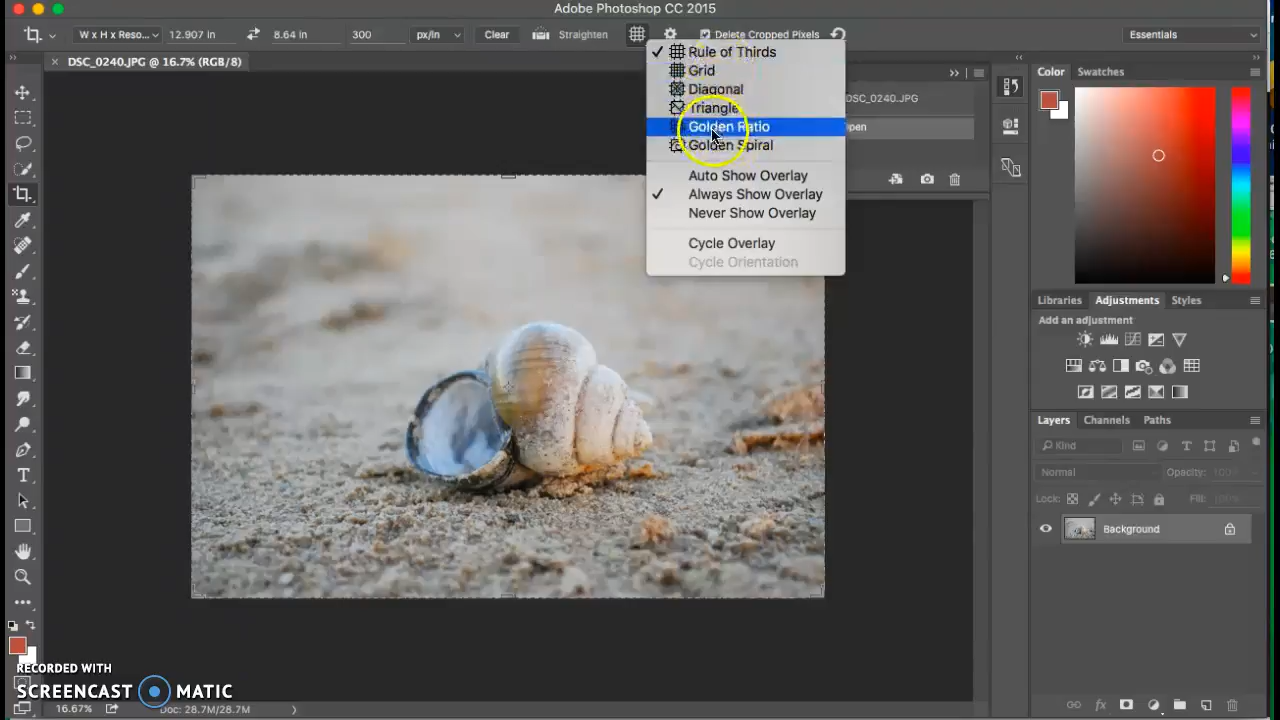 Adobe Photoshop CC 2015
W x H x Reso... 12.907 in 8.64 in 300 px/in Clear Straighten Delete Cropped Pixels Essentials
× DSC_0240.JPG @ 16.7% (RGB/8)
Rule of Thirds
Grid
Diagonal
Triangle
Golden Ratio
Golden Spiral
Auto Show Overlay
Always Show Overlay
Never Show Overlay
Cycle Overlay
Cycle Orientation
DSC_0240.JPG
Open
Color Swatches
Libraries Adjustments Styles
Add an adjustment
Layers Channels Paths
Kind
Normal Opacity: 100%
Lock: Fill: 100%
Background
fx
RECORDED WITH
SCREENCAST MATIC
16.67% Doc: 28.7M/28.7M